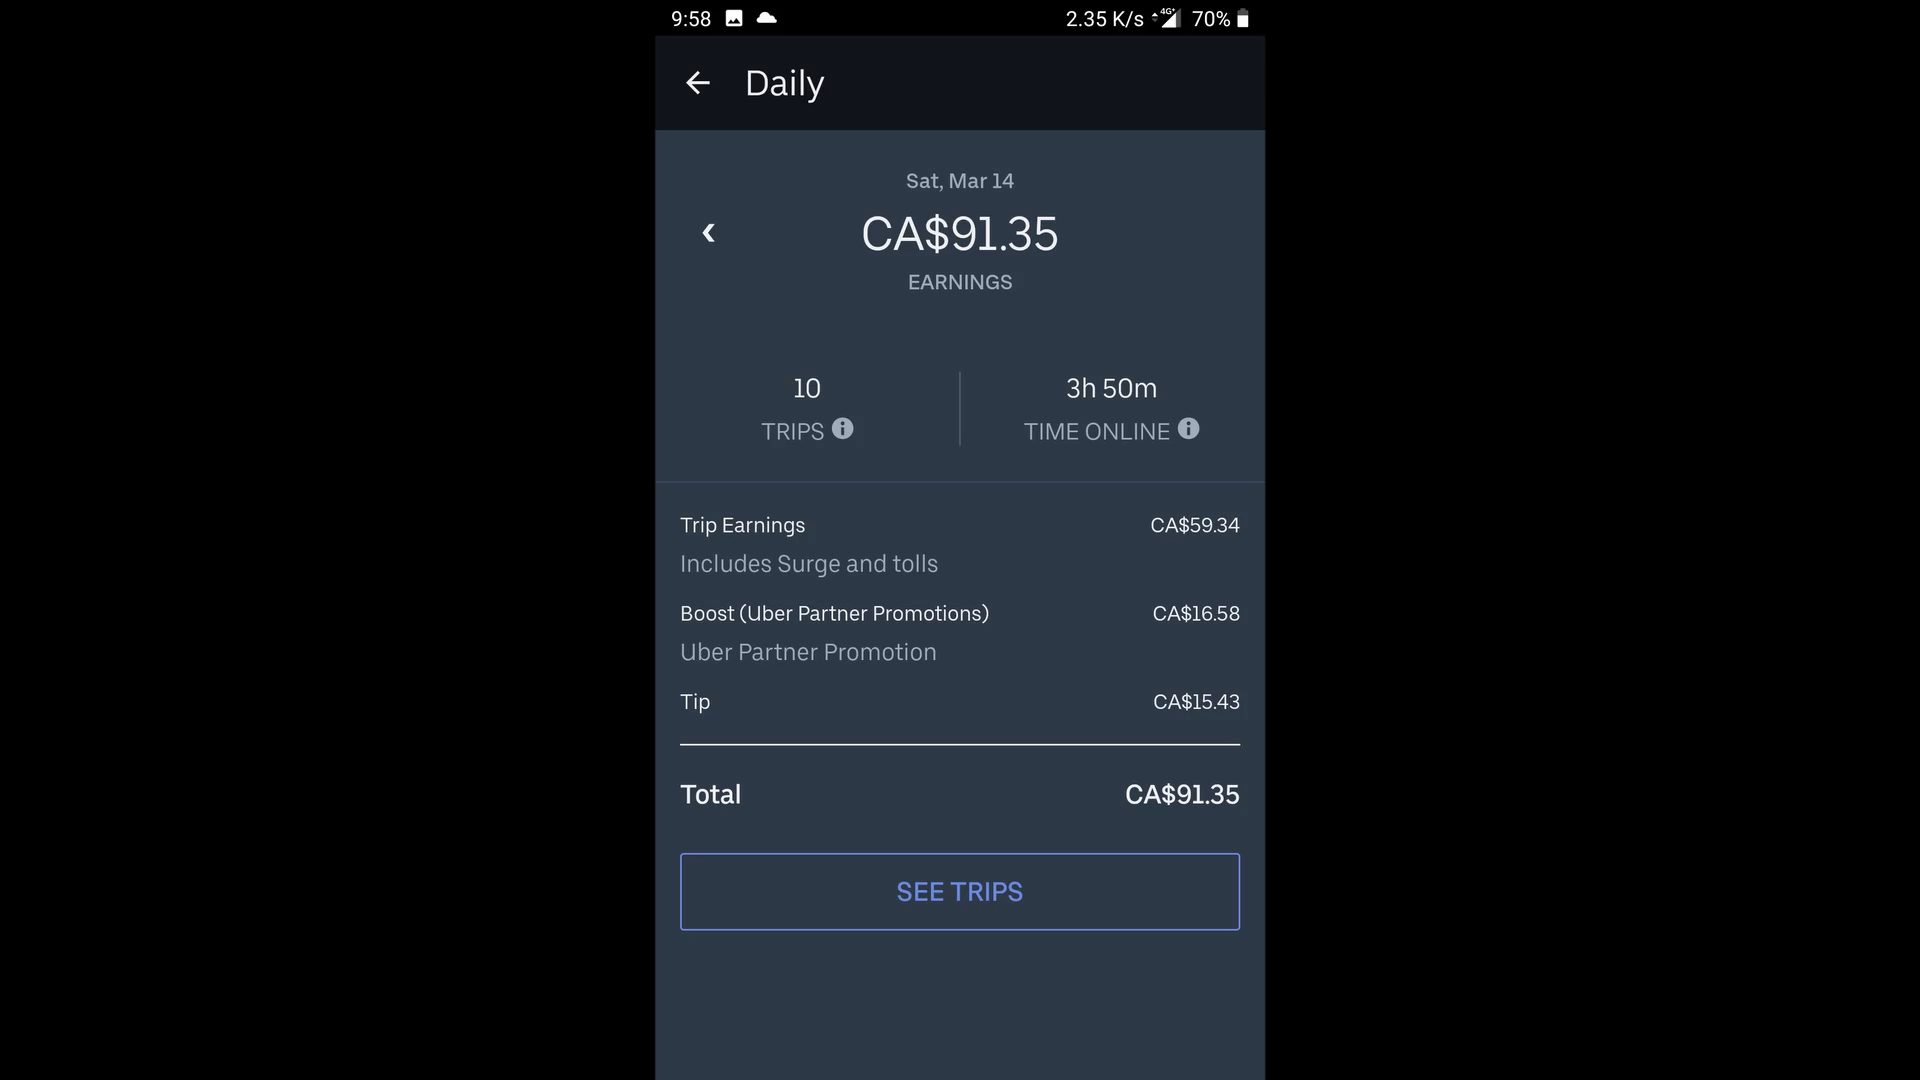 9:58 2.35 K/s 4G+ 70%
Daily
Sat, Mar 14
CA$91.35
EARNINGS
10 3h 50m
TRIPS TIME ONLINE
Trip Earnings CA$59.34
Includes Surge and tolls
Boost (Uber Partner Promotions) CA$16.58
Uber Partner Promotion
Tip CA$15.43
Total CA$91.35
SEE TRIPS